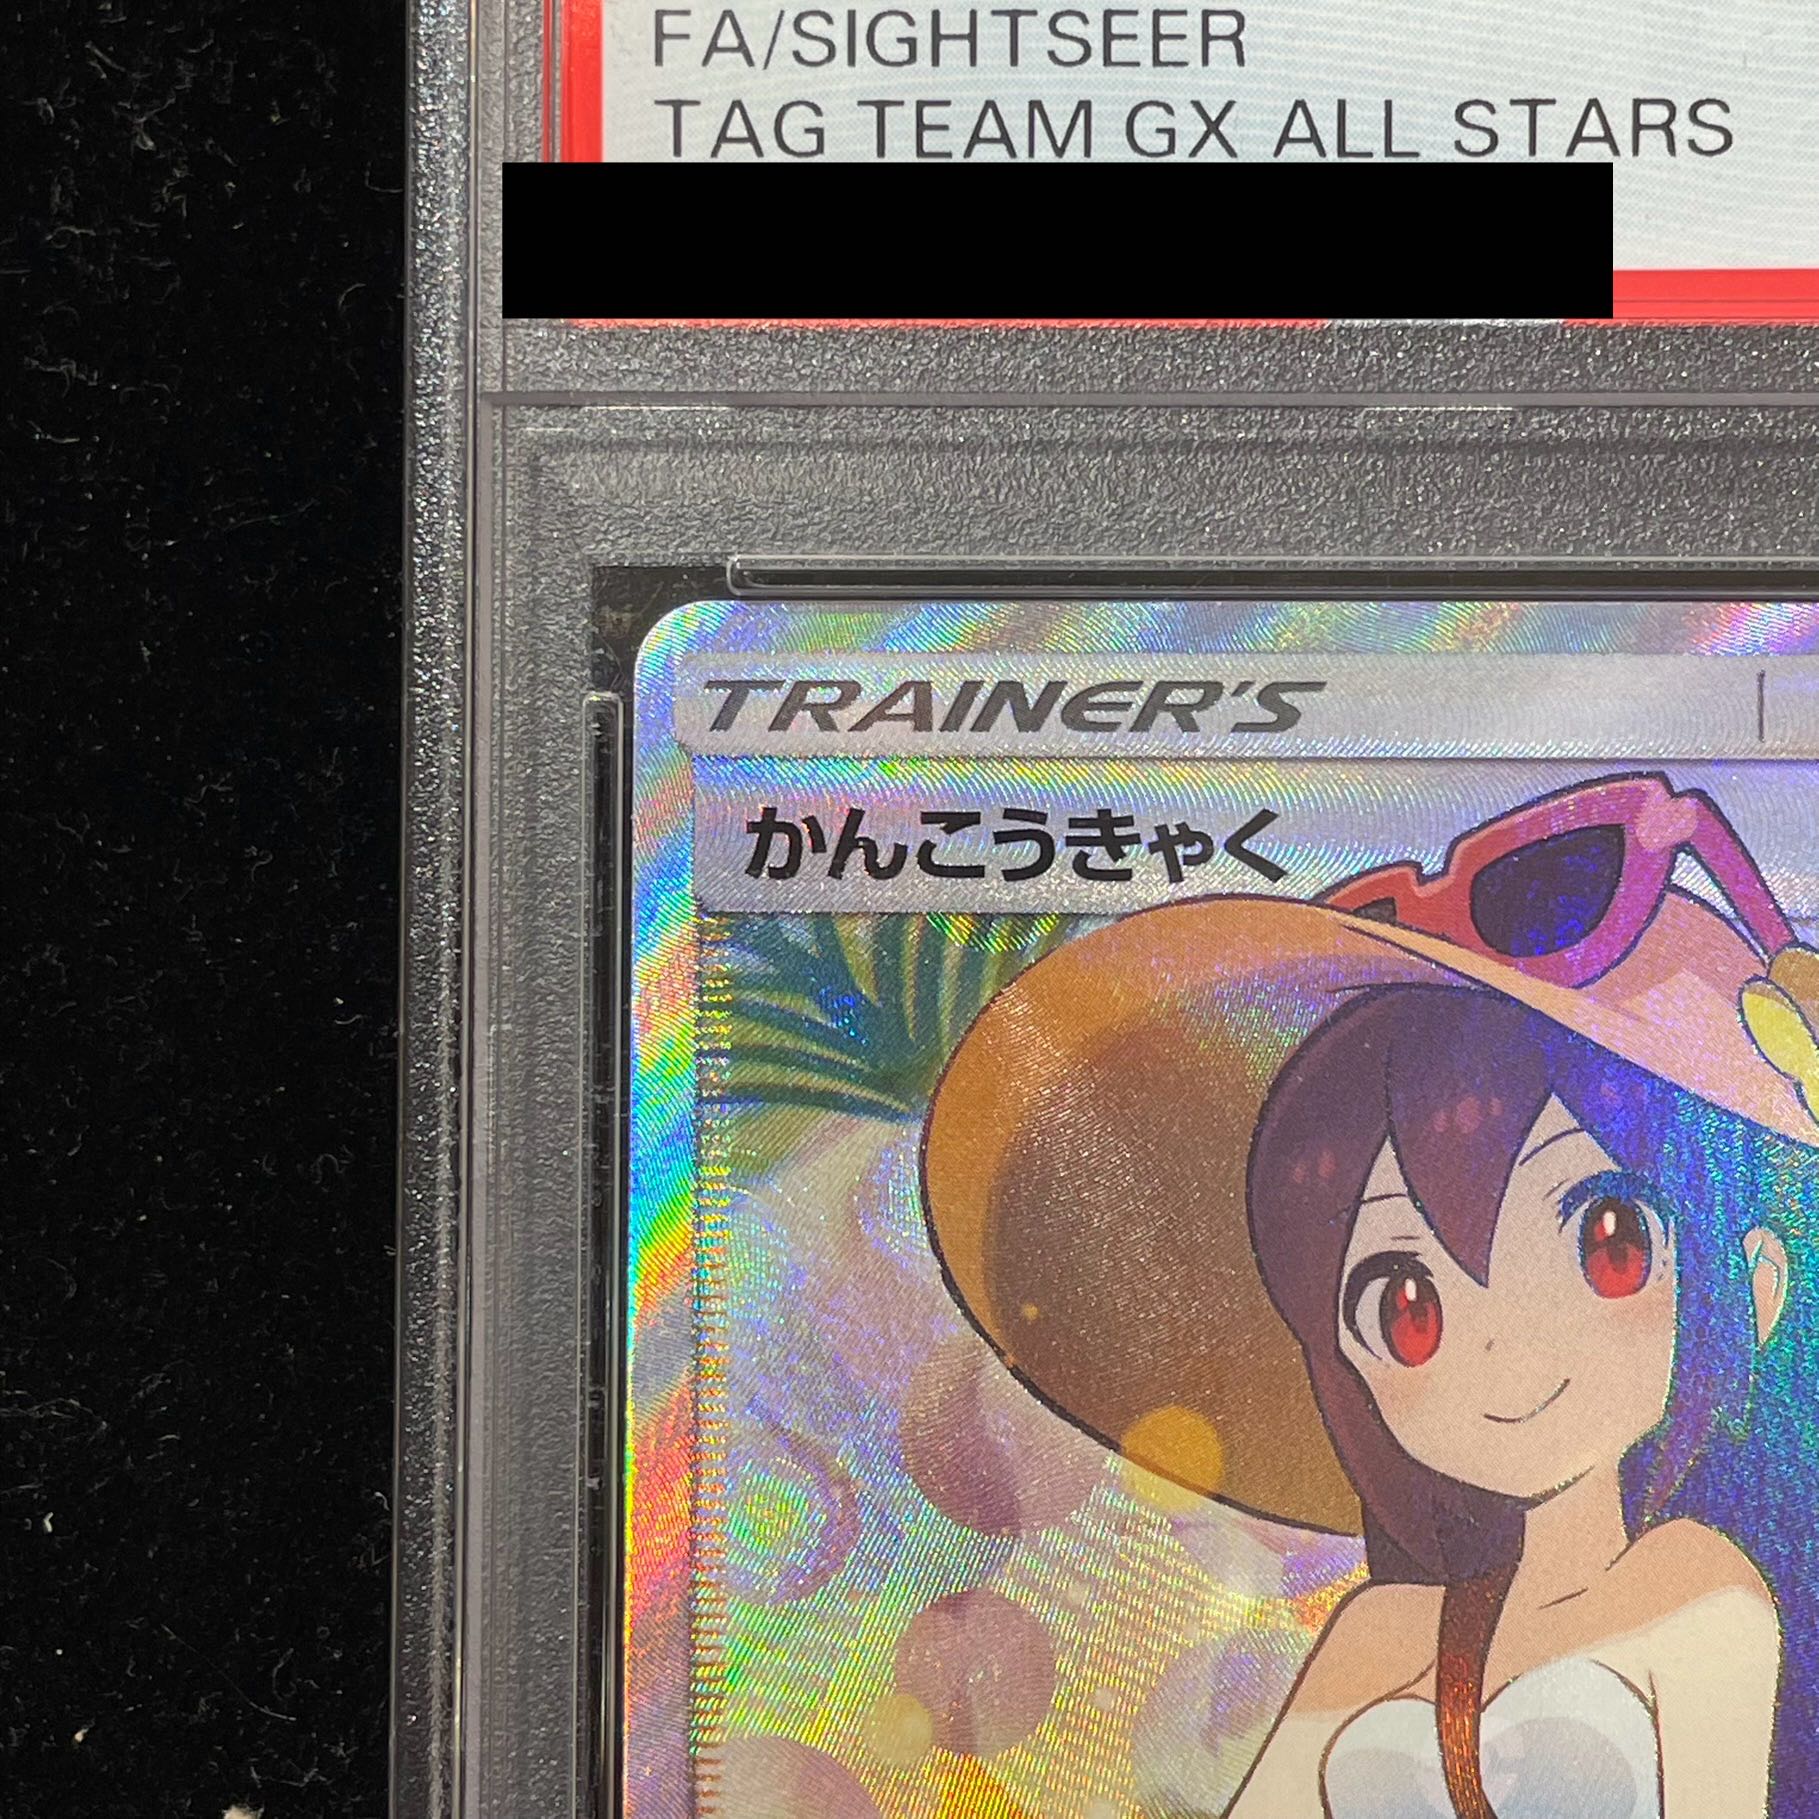 FA/SIGHTSEER
TAG TEAM GX ALL STARS
TRAINER'S
かんこうきゃく